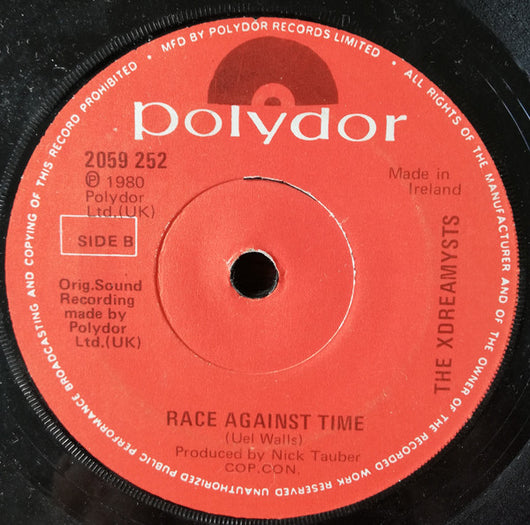 • MFD BY POLYDOR RECORDS LIMITED • ALL RIGHTS OF THE MANUFACTURER AND OF THE OWNER OF THE RECORDED WORK RESERVED UNAUTHORIZED PUBLIC PERFORMANCE BROADCASTING AND COPYING OF THIS RECORD PROHIBITED
polydor
2059 252
℗ 1980
Polydor
Ltd.(UK)
Made in
Ireland
SIDE B
Orig.Sound
Recording
made by
Polydor
Ltd.(UK)
THE XDREAMYSTS
RACE AGAINST TIME
(Uel Walls)
Produced by Nick Tauber
COP.CON.